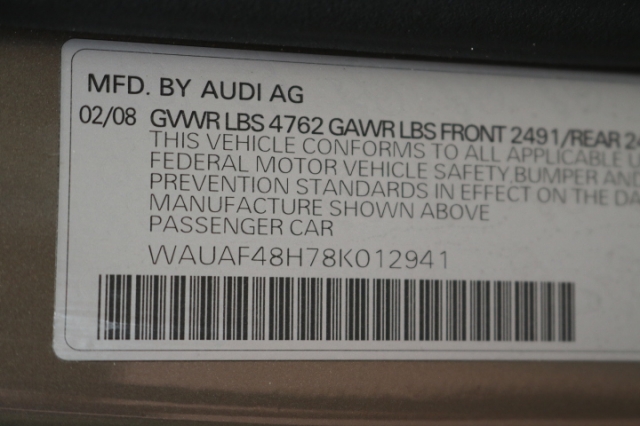 MFD. BY AUDI AG
02/08 GVWR LBS 4762 GAWR LBS FRONT 2491/REAR
THIS VEHICLE CONFORMS TO ALL APPLICABLE
FEDERAL MOTOR VEHICLE SAFETY, BUMPER AND
PREVENTION STANDARDS IN EFFECT ON THE
MANUFACTURE SHOWN ABOVE
PASSENGER CAR
WAUAF48H78K012941